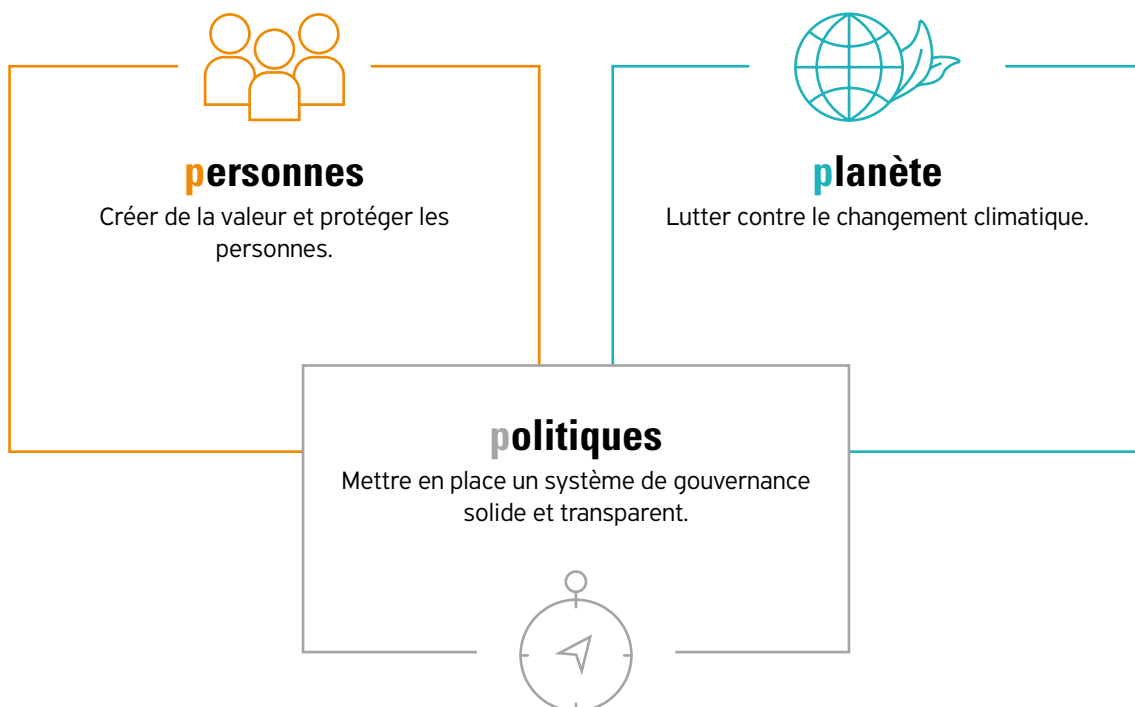 personnes
Créer de la valeur et protéger les
personnes.
planète
Lutter contre le changement climatique.
politiques
Mettre en place un système de gouvernance
solide et transparent.